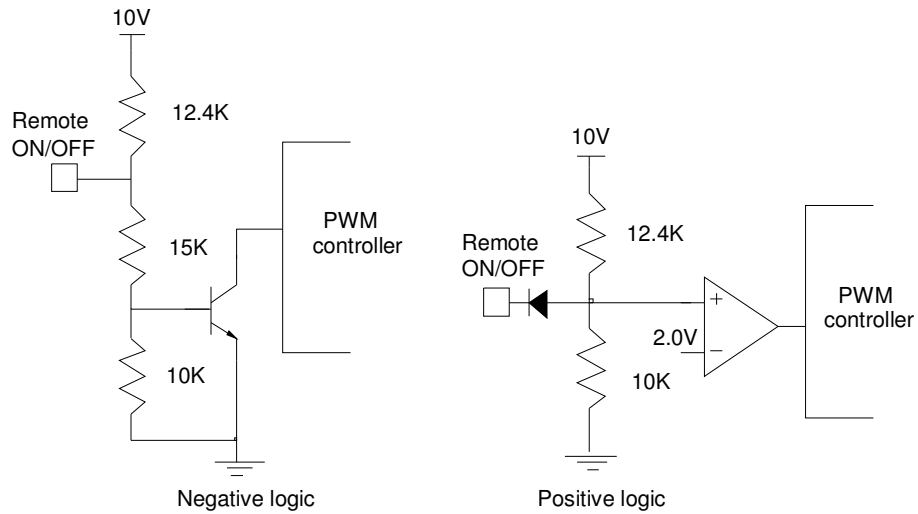 10V
12.4K
Remote
ON/OFF
15K
PWM
controller
10K
Negative logic
10V
12.4K
Remote
ON/OFF
+
2.0V
−
10K
PWM
controller
Positive logic